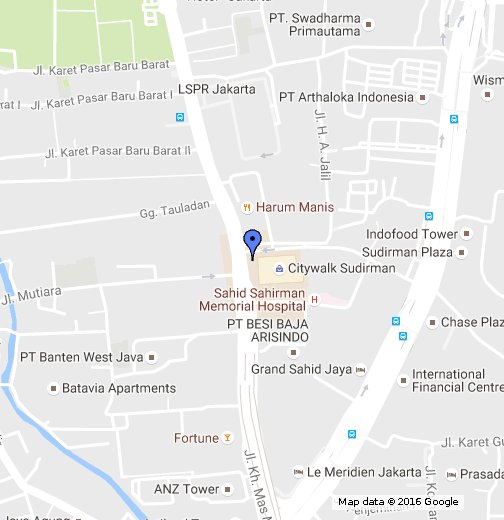 PT. Swadharma
Primautama
Jl. Karet Pasar Baru Barat
LSPR Jakarta
Wism
Jl. Karet Pasar Baru Barat I
PT Arthaloka Indonesia
Jl. H. A. Jalil
Jl. Karet Pasar Baru Barat II
Gg. Tauladan
Harum Manis
Indofood Tower
Sudirman Plaza
Citywalk Sudirman
Jl. Mutiara
Sahid Sahirman
Memorial Hospital
H
PT BESI BAJA
ARISINDO
Chase Plaz
PT Banten West Java
Grand Sahid Jaya
International
Financial Centre
Batavia Apartments
Fortune
Jl. Karet Gu
Jl. Kh. Mas M
Le Meridien Jakarta
Prasada
ANZ Tower
Map data © 2016 Google